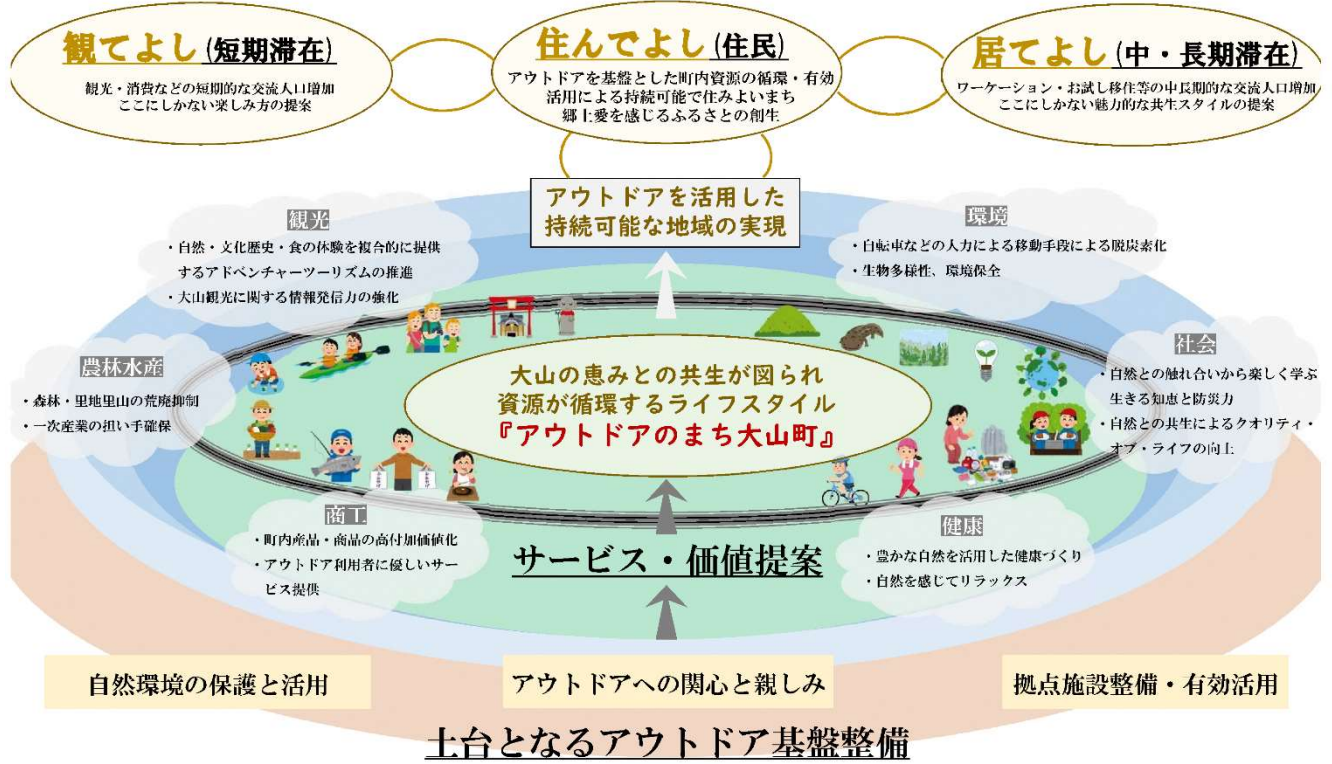 観てよし(短期滞在)
観光・消費などの短期的な交流人口増加
ここにしかない楽しみ方の提案
住んでよし(住民)
アウトドアを基盤とした町内資源の循環・有効
活用による持続可能で住みよいまち
郷土愛を感じるふるさとの創生
居てよし(中・長期滞在)
ワーケーション・お試し移住等の中長期的な交流人口増加
ここにしかない魅力的な共生スタイルの提案
アウトドアを活用した
持続可能な地域の実現
観光
・自然・文化歴史・食の体験を複合的に提供
するアドベンチャーツーリズムの推進
・大山観光に関する情報発信力の強化
環境
・自転車などの人力による移動手段による脱炭素化
・生物多様性、環境保全
農林水産
・森林・里地里山の荒廃抑制
・一次産業の担い手確保
社会
・自然との触れ合いから楽しく学ぶ
生きる知恵と防災力
・自然との共生によるクオリティ・
オブ・ライフの向上
大山の恵みとの共生が図られ
資源が循環するライフスタイル
『アウトドアのまち大山町』
商工
・町内産品・商品の高付加価値化
・アウトドア利用者に優しいサー
ビス提供
健康
・豊かな自然を活用した健康づくり
・自然を感じてリラックス
サービス・価値提案
自然環境の保護と活用
アウトドアへの関心と親しみ
拠点施設整備・有効活用
土台となるアウトドア基盤整備